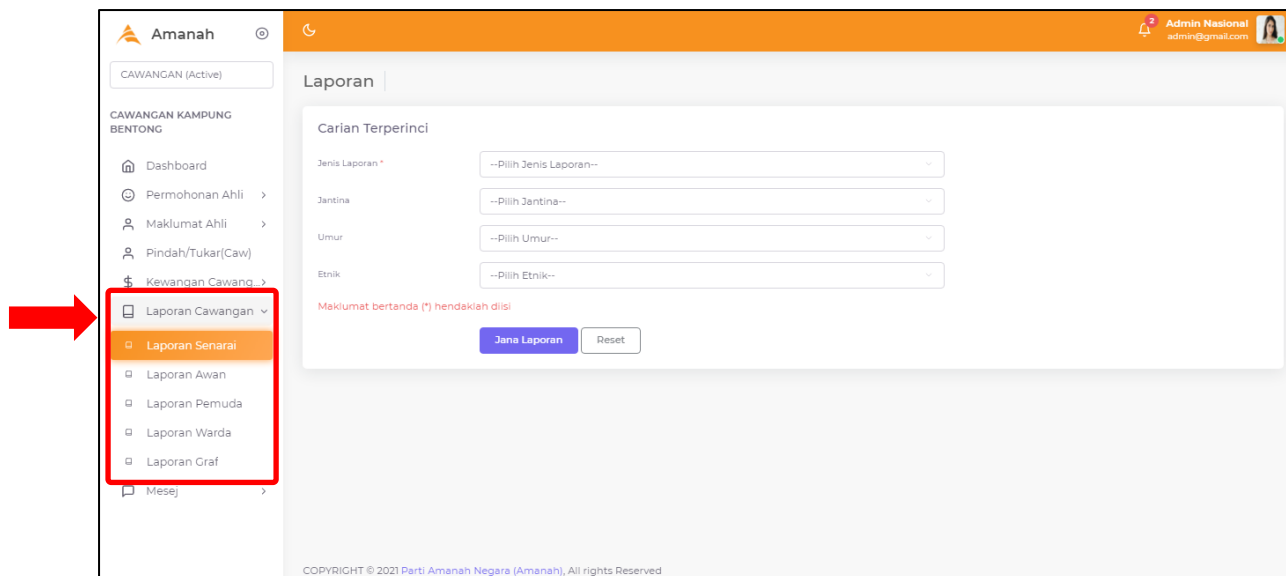 Amanah
2
Admin Nasional
admin@gmail.com
CAWANGAN (Active)
CAWANGAN KAMPUNG
BENTONG
Dashboard
Permohonan Ahli
Maklumat Ahli
Pindah/Tukar(Caw)
Kewangan Cawang...
Laporan Cawangan
Laporan Senarai
Laporan Awan
Laporan Pemuda
Laporan Warda
Laporan Graf
Mesej
Laporan
Carian Terperinci
Jenis Laporan * --Pilih Jenis Laporan--
Jantina --Pilih Jantina--
Umur --Pilih Umur--
Etnik --Pilih Etnik--
Maklumat bertanda (*) hendaklah diisi
Jana Laporan Reset
COPYRIGHT © 2021 Parti Amanah Negara (Amanah), All rights Reserved